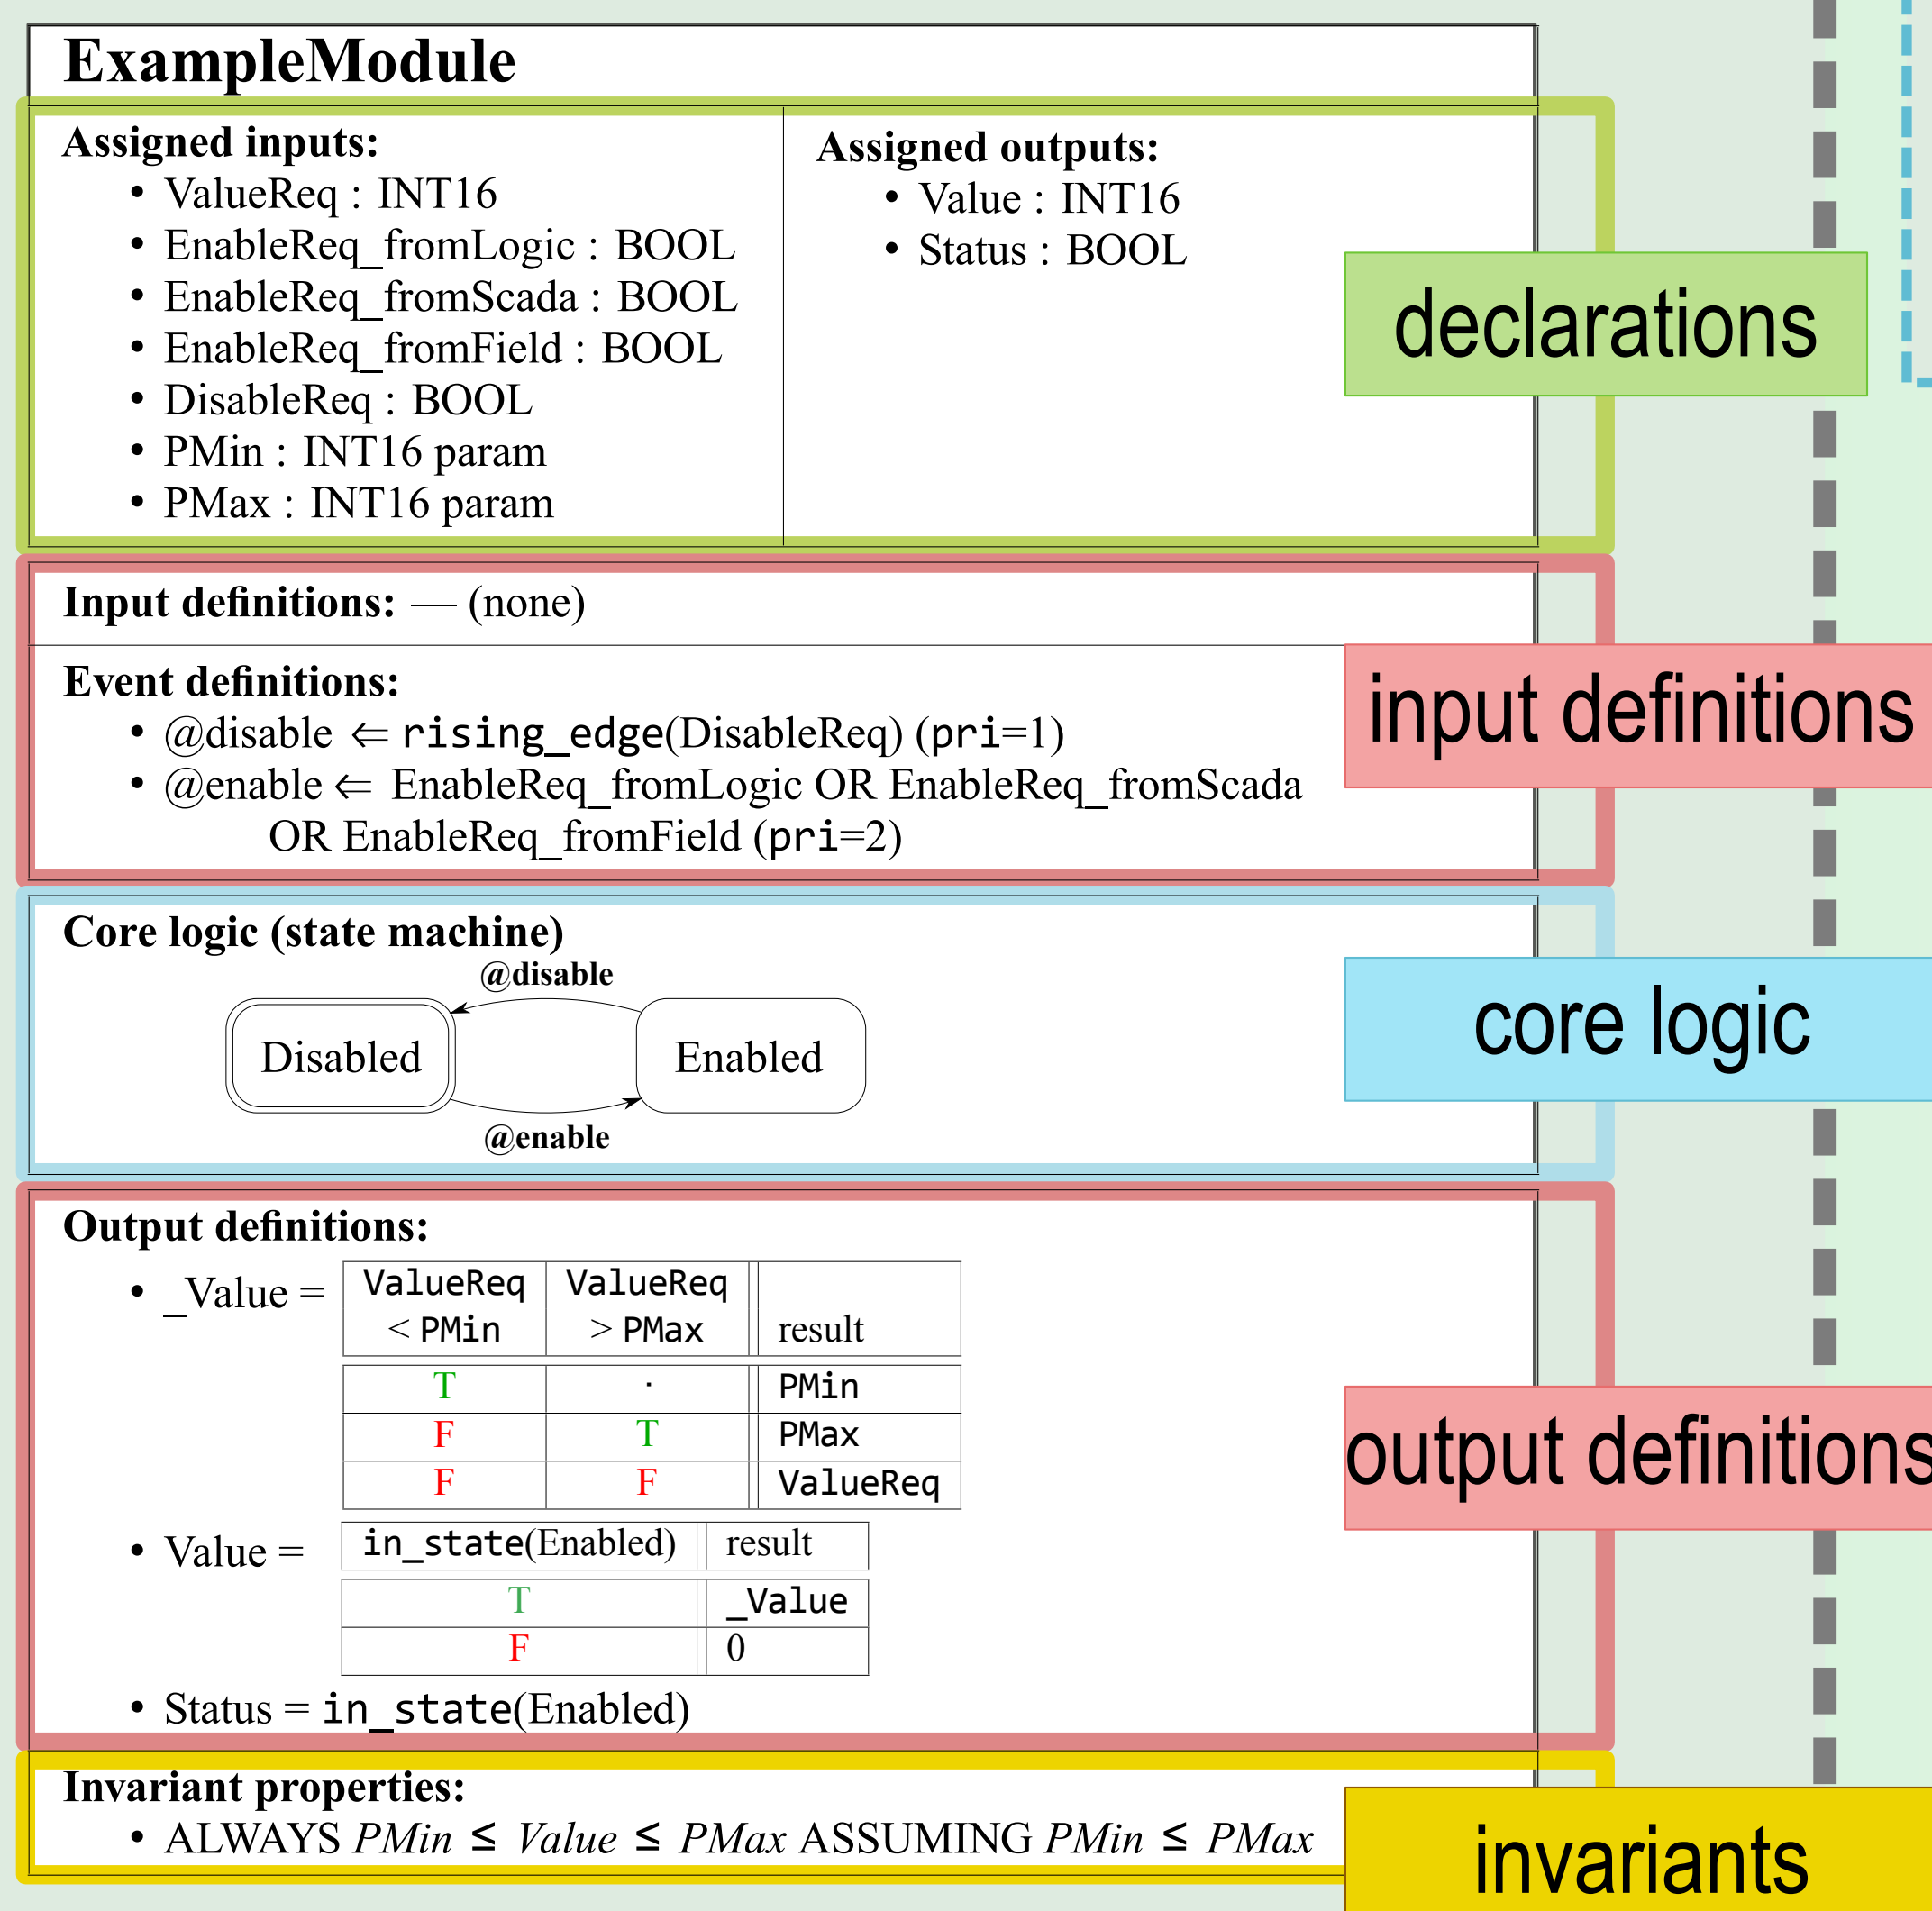 ExampleModule
Assigned inputs:
• ValueReq : INT16
• EnableReq_fromLogic : BOOL
• EnableReq_fromScada : BOOL
• EnableReq_fromField : BOOL
• DisableReq : BOOL
• PMin : INT16 param
• PMax : INT16 param
Assigned outputs:
• Value : INT16
• Status : BOOL
declarations
Input definitions: — (none)
Event definitions:
• @disable ⇐ rising_edge(DisableReq) (pri=1)
• @enable ⇐ EnableReq_fromLogic OR EnableReq_fromScada
OR EnableReq_fromField (pri=2)
input definitions
Core logic (state machine)
@disable
Disabled
Enabled
@enable
core logic
Output definitions:
• _Value =
ValueReq ValueReq
< PMin > PMax result
T · PMin
F T PMax
F F ValueReq
• Value =
in_state(Enabled) result
T _Value
F 0
• Status = in_state(Enabled)
output definitions
Invariant properties:
• ALWAYS PMin ≤ Value ≤ PMax ASSUMING PMin ≤ PMax
invariants